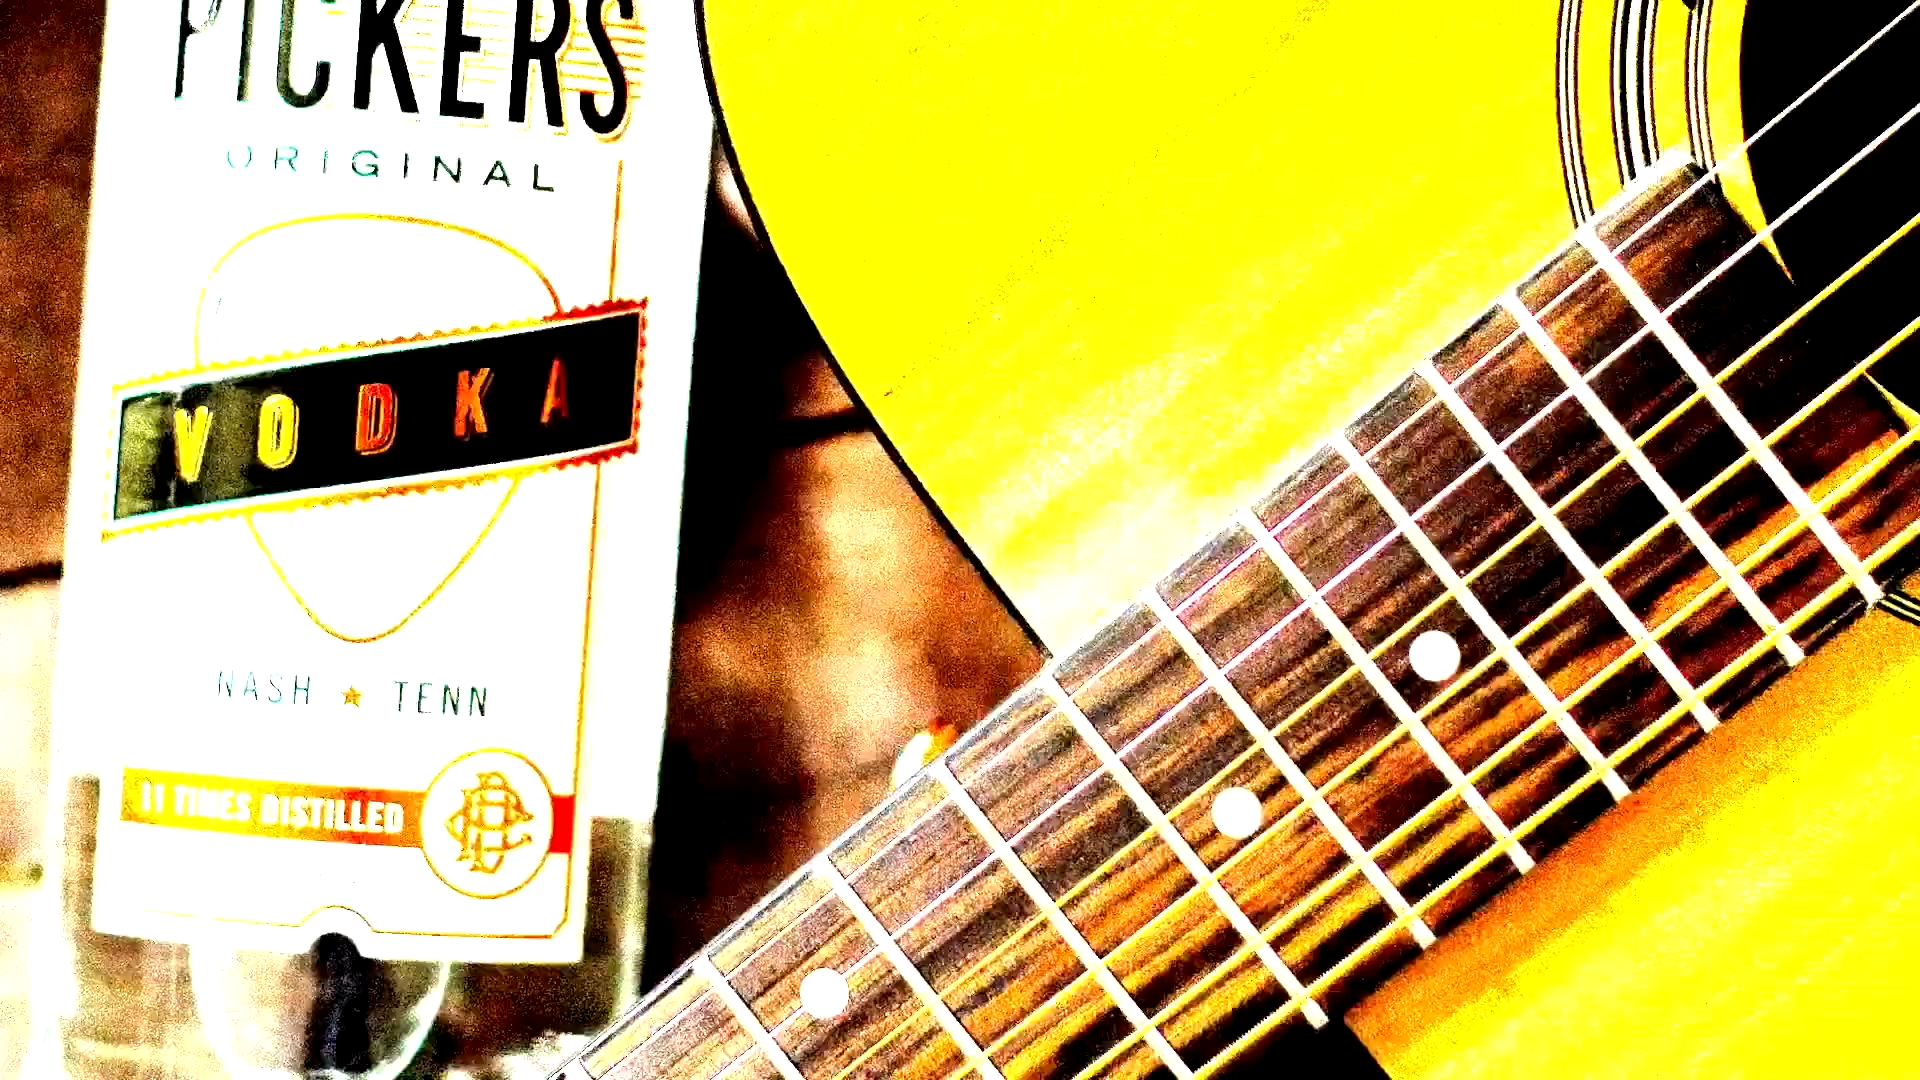 PICKERS
ORIGINAL
VODKA
NASH ★ TENN
11 TIMES DISTILLED